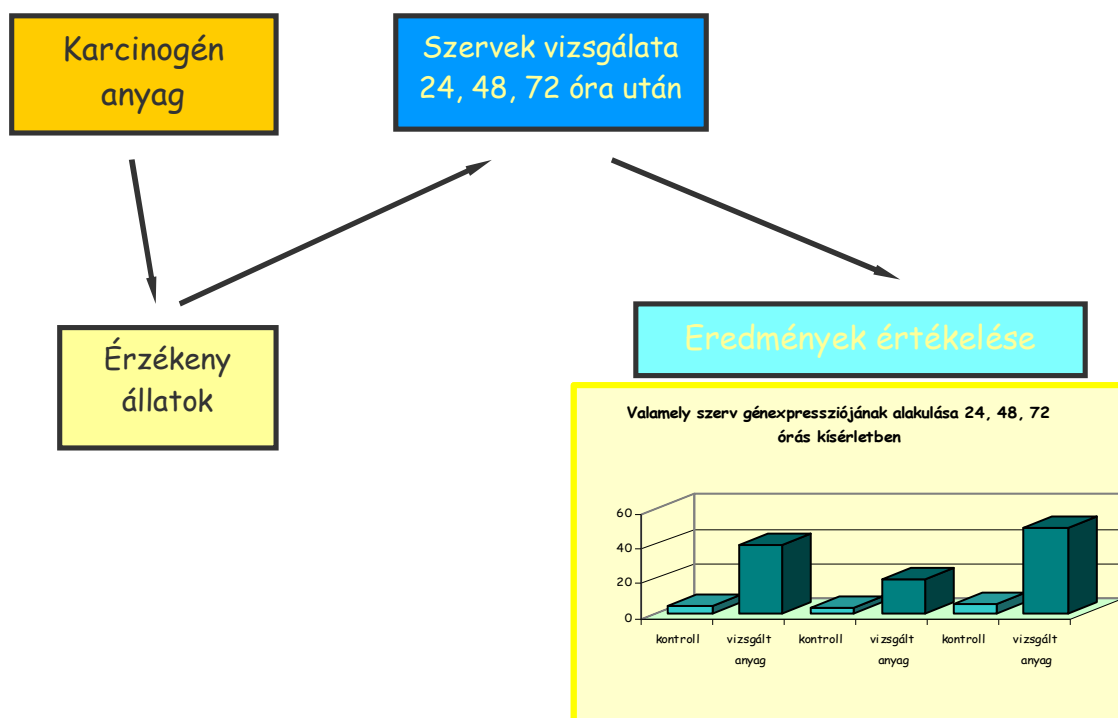 Karcinogén
anyag
Szervek vizsgálata
24, 48, 72 óra után
Érzékeny
állatok
Eredmények értékelése
Valamely szerv génexpressziójának alakulása 24, 48, 72
órás kísérletben
60
40
20
0
kontroll
vizsgált
anyag
kontroll
vizsgált
anyag
kontroll
vizsgált
anyag